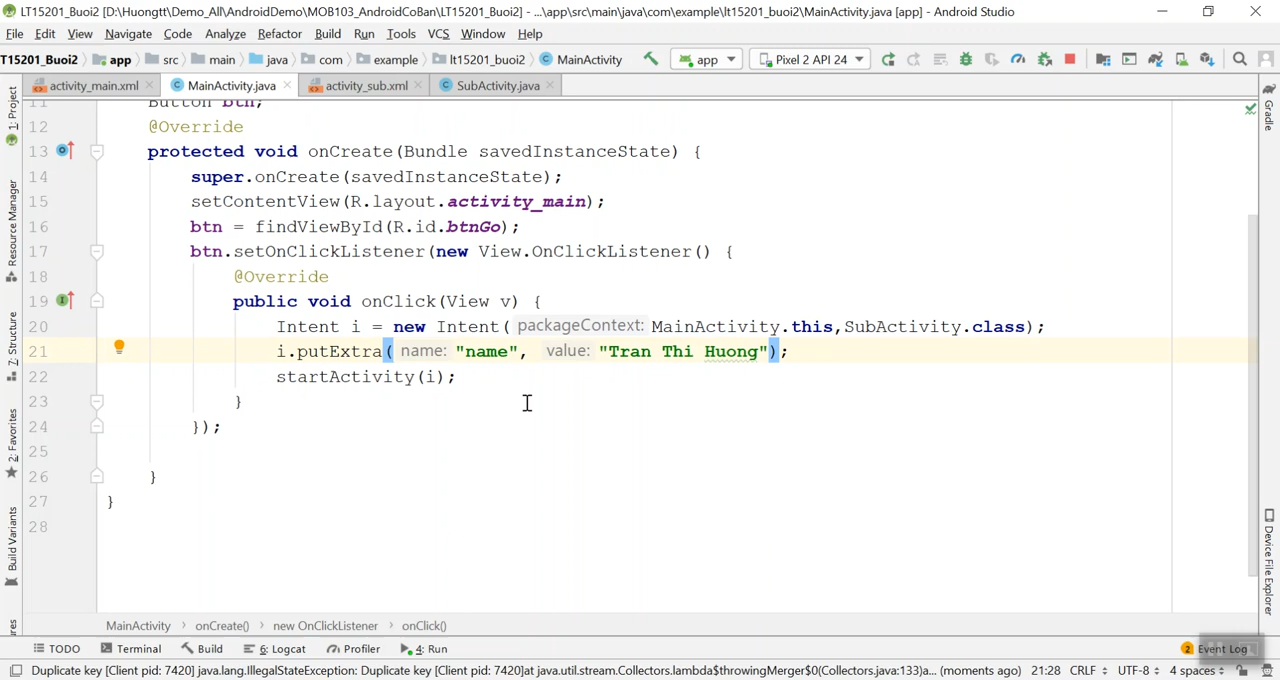 LT15201_Buoi2 [D:\Huongtt\Demo_All\AndroidDemo\MOB103_AndroidCoBan\LT15201_Buoi2] - ...\app\src\main\java\com\example\lt15201_buoi2\MainActivity.java [app] - Android Studio
File Edit View Navigate Code Analyze Refactor Build Run Tools VCS Window Help
T15201_Buoi2 app src main java com example lt15201_buoi2 MainActivity app Pixel 2 API 24
activity_main.xml MainActivity.java activity_sub.xml SubActivity.java
1: Project
Resource Manager
7: Structure
2: Favorites
Build Variants
Gradle
Device File Explorer
11 Button btn;
12 @Override
13 protected void onCreate(Bundle savedInstanceState) {
14 super.onCreate(savedInstanceState);
15 setContentView(R.layout.activity_main);
16 btn = findViewById(R.id.btnGo);
17 btn.setOnClickListener(new View.OnClickListener() {
18 @Override
19 public void onClick(View v) {
20 Intent i = new Intent( packageContext: MainActivity.this,SubActivity.class);
21 i.putExtra( name: "name", value: "Tran Thi Huong");
22 startActivity(i);
23 }
24 });
25
26 }
27 }
28
MainActivity › onCreate() › new OnClickListener › onClick()
TODO Terminal Build 6: Logcat Profiler 4: Run 2 Event Log
Duplicate key [Client pid: 7420] java.lang.IllegalStateException: Duplicate key [Client pid: 7420]at java.util.stream.Collectors.lambda$throwingMerger$0(Collectors.java:133)a... (moments ago) 21:28 CRLF UTF-8 4 spaces